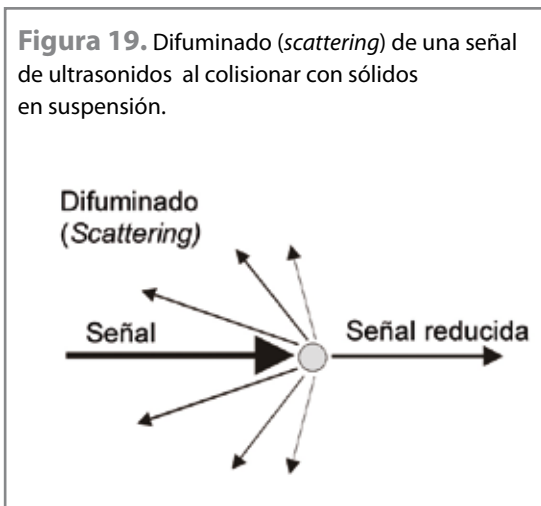 Figura 19. Difuminado (scattering) de una señal
de ultrasonidos al colisionar con sólidos
en suspensión.
Difuminado
(Scattering)
Señal
Señal reducida